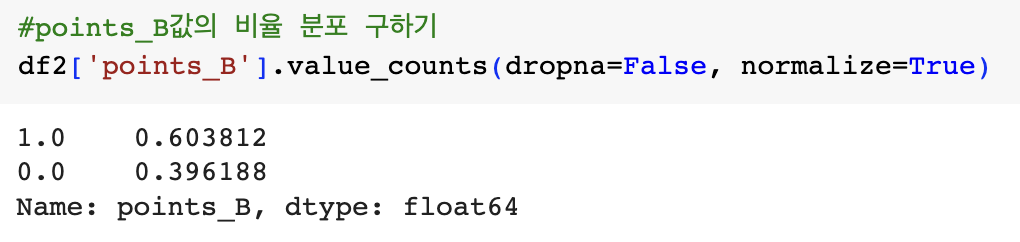 #points_B값의 비율 분포 구하기
df2['points_B'].value_counts(dropna=False, normalize=True)
1.0    0.603812
0.0    0.396188
Name: points_B, dtype: float64